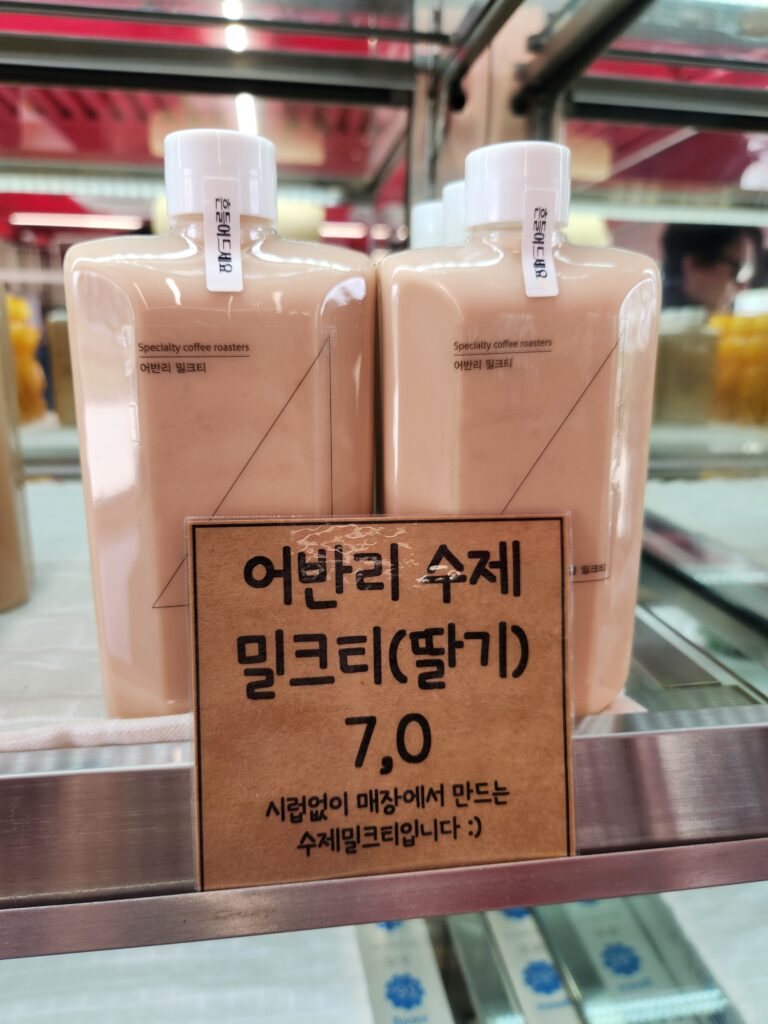 흔들어드세요
흔들어드세요
Specialty coffee roasters
어반리 밀크티
Specialty coffee roasters
어반리 밀크티
밀크티
어반리 수제
밀크티(딸기)
7,0
시럽없이 매장에서 만드는
수제밀크티입니다 :)